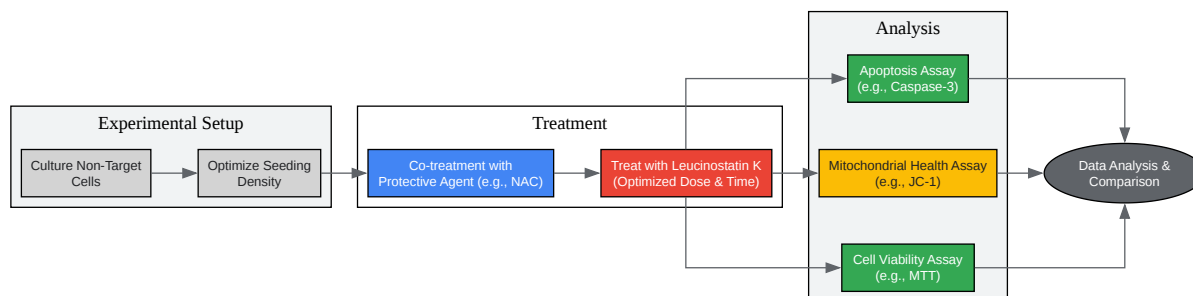 Experimental Setup
Culture Non-Target
Cells
Optimize Seeding
Density
Treatment
Co-treatment with
Protective Agent (e.g., NAC)
Treat with Leucinostatin K
(Optimized Dose & Time)
Analysis
Apoptosis Assay
(e.g., Caspase-3)
Mitochondrial Health Assay
(e.g., JC-1)
Cell Viability Assay
(e.g., MTT)
Data Analysis &
Comparison